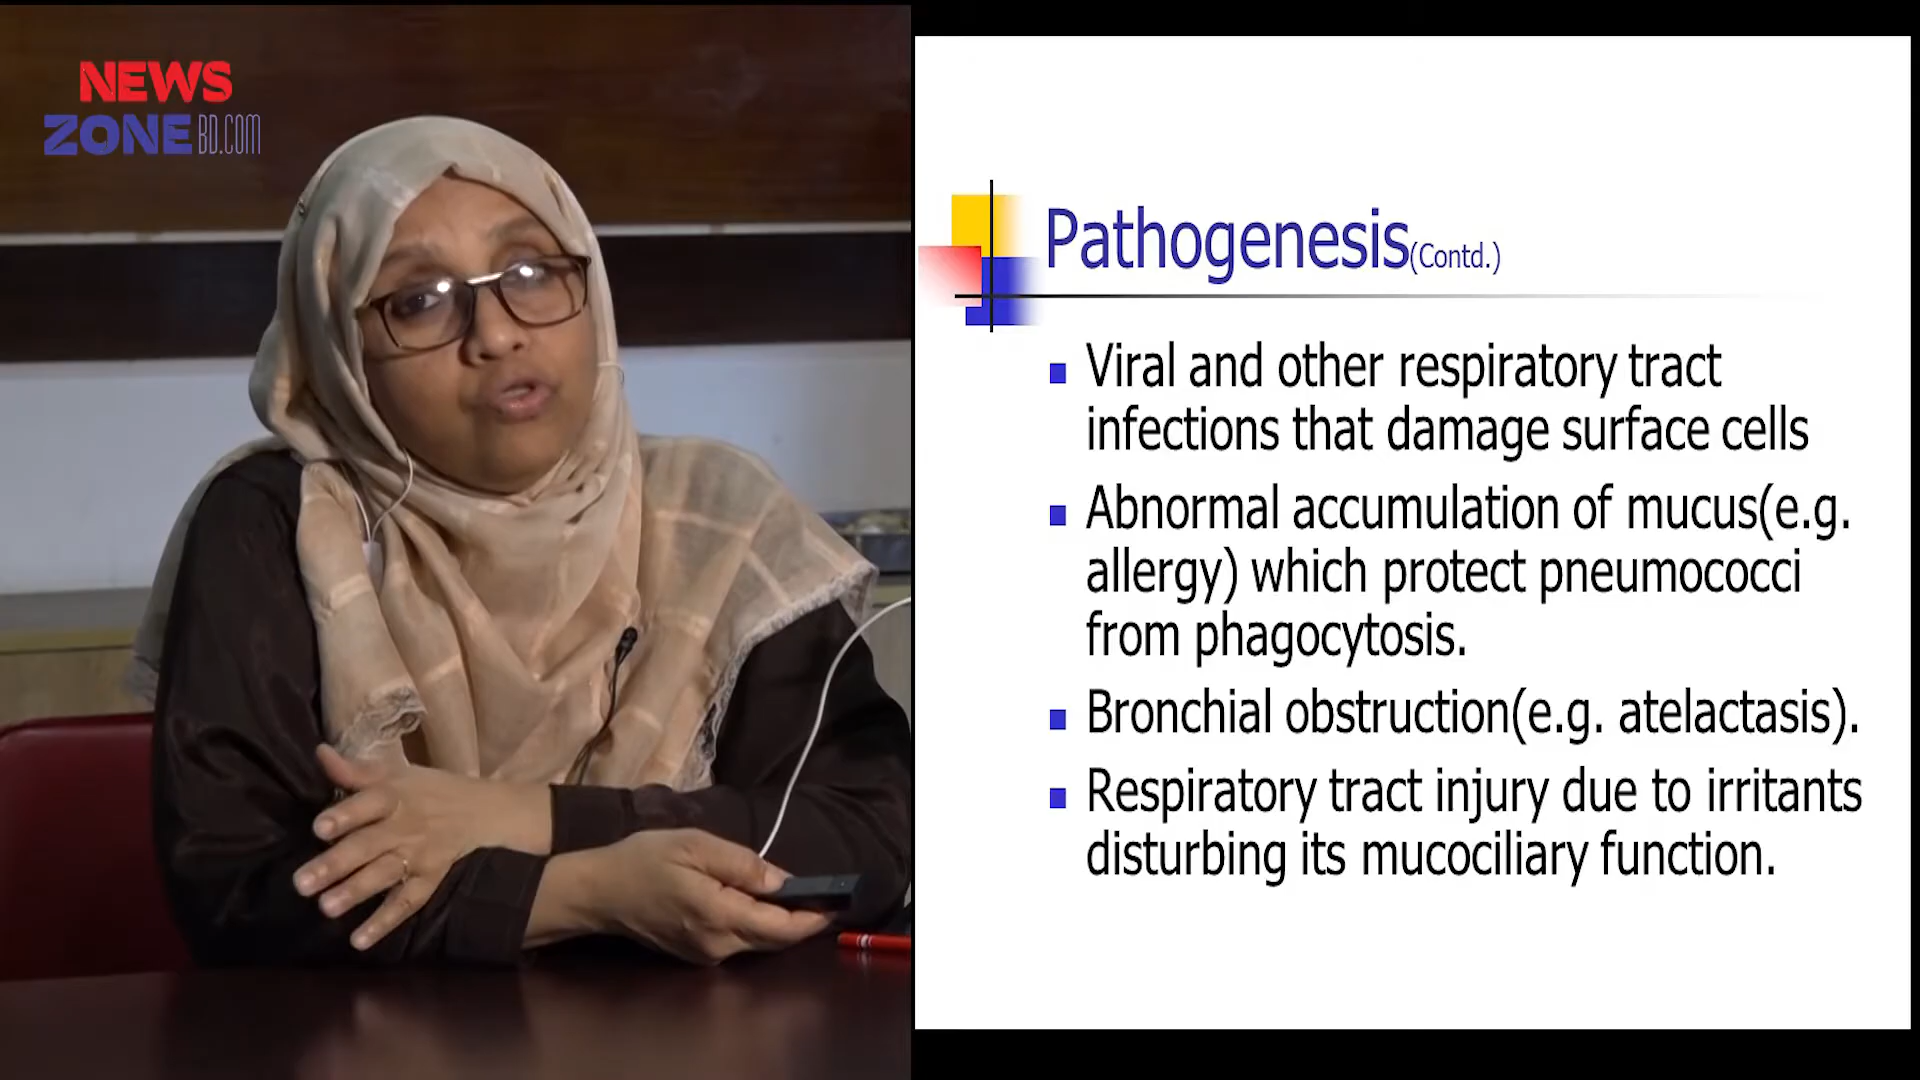 NEWS
ZONE BD.COM
Pathogenesis(Contd.)
Viral and other respiratory tract
infections that damage surface cells
Abnormal accumulation of mucus(e.g.
allergy) which protect pneumococci
from phagocytosis.
Bronchial obstruction(e.g. atelactasis).
Respiratory tract injury due to irritants
disturbing its mucociliary function.